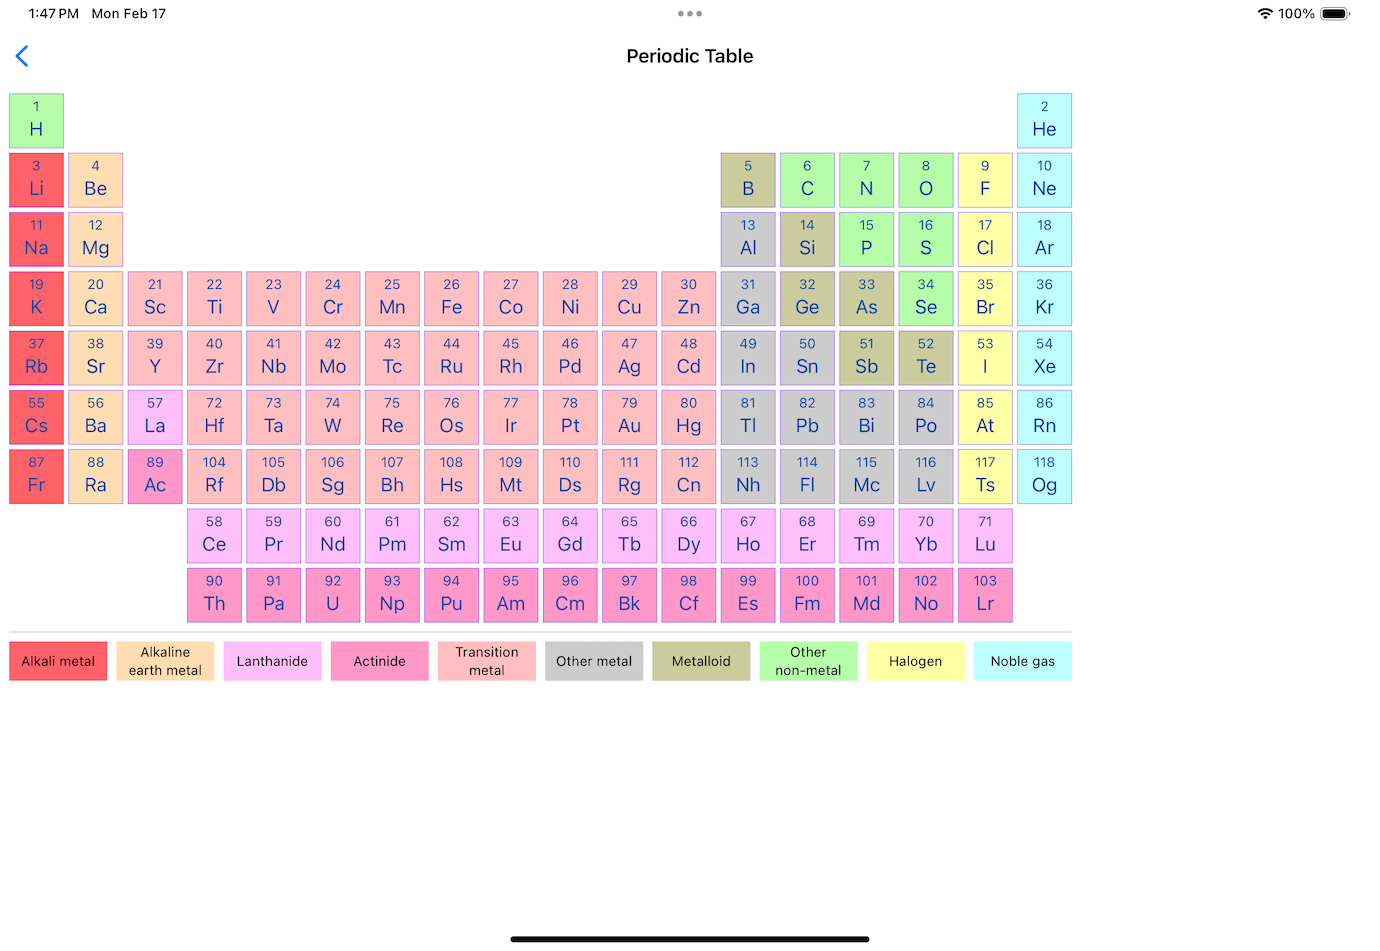 1:47 PM Mon Feb 17 100%
Periodic Table
1 2
H He
3 4 5 6 7 8 9 10
Li Be B C N O F Ne
11 12 13 14 15 16 17 18
Na Mg Al Si P S Cl Ar
19 20 21 22 23 24 25 26 27 28 29 30 31 32 33 34 35 36
K Ca Sc Ti V Cr Mn Fe Co Ni Cu Zn Ga Ge As Se Br Kr
37 38 39 40 41 42 43 44 45 46 47 48 49 50 51 52 53 54
Rb Sr Y Zr Nb Mo Tc Ru Rh Pd Ag Cd In Sn Sb Te I Xe
55 56 57 72 73 74 75 76 77 78 79 80 81 82 83 84 85 86
Cs Ba La Hf Ta W Re Os Ir Pt Au Hg Tl Pb Bi Po At Rn
87 88 89 104 105 106 107 108 109 110 111 112 113 114 115 116 117 118
Fr Ra Ac Rf Db Sg Bh Hs Mt Ds Rg Cn Nh Fl Mc Lv Ts Og
58 59 60 61 62 63 64 65 66 67 68 69 70 71
Ce Pr Nd Pm Sm Eu Gd Tb Dy Ho Er Tm Yb Lu
90 91 92 93 94 95 96 97 98 99 100 101 102 103
Th Pa U Np Pu Am Cm Bk Cf Es Fm Md No Lr
Alkali metal
Alkaline
earth metal
Lanthanide
Actinide
Transition
metal
Other metal
Metalloid
Other
non-metal
Halogen
Noble gas